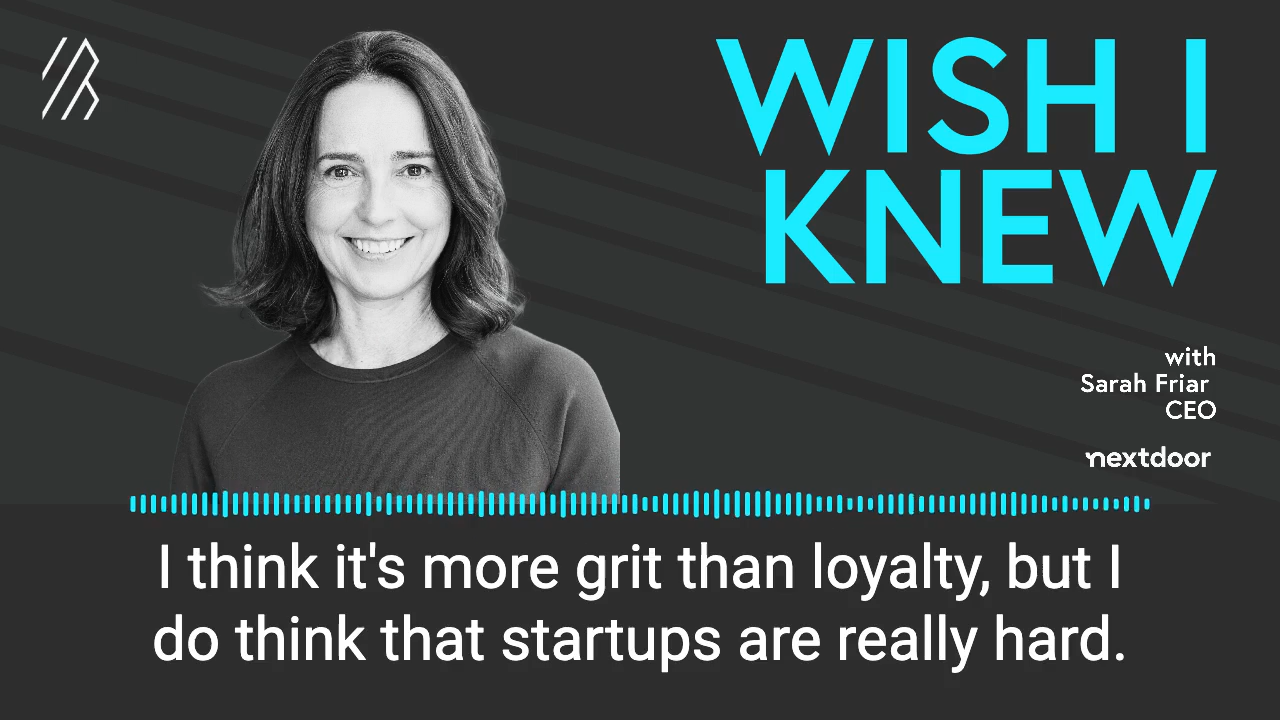 WISH I
KNEW
with
Sarah Friar
CEO
nextdoor
I think it's more grit than loyalty, but I
do think that startups are really hard.